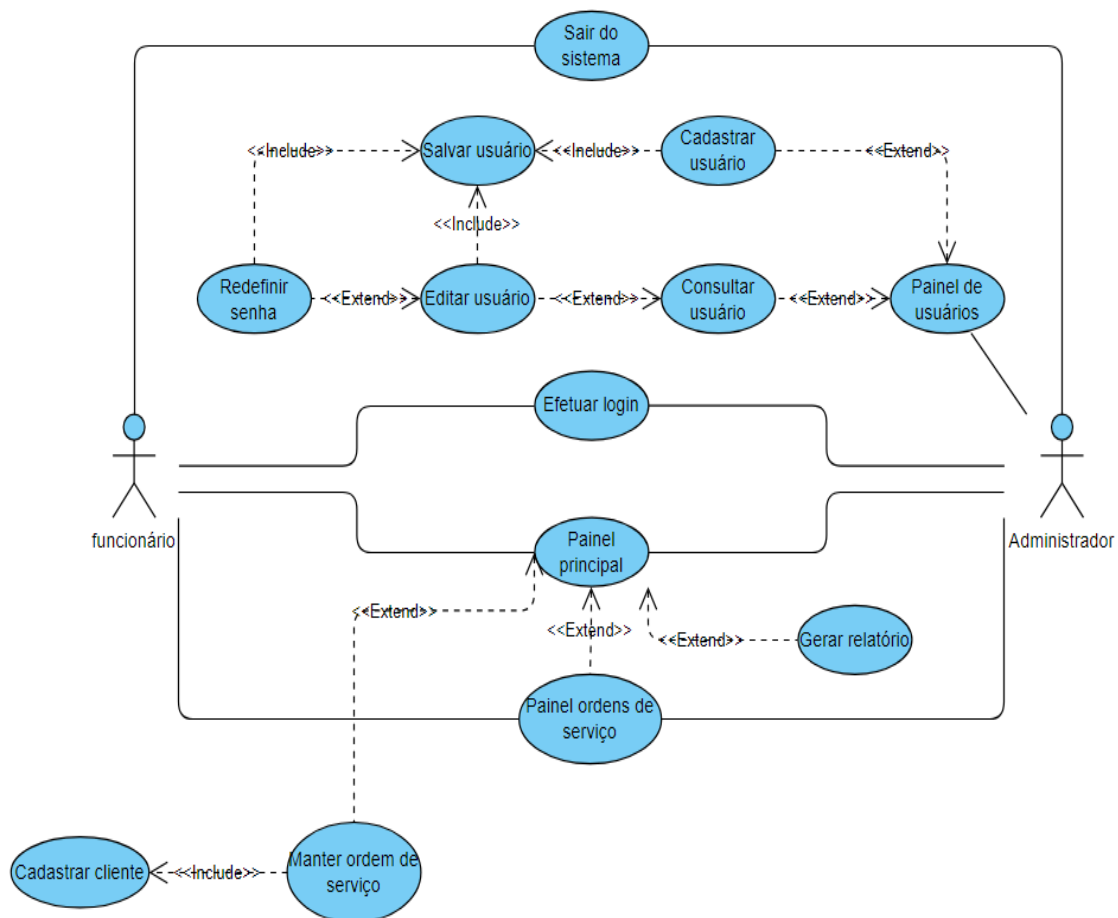 Sair do
sistema
<<Include>>
Salvar usuário
<<Include>>
Cadastrar
usuário
<<Extend>>
<<Include>>
Redefinir
senha
<<Extend>>
Editar usuário
<<Extend>>
Consultar
usuário
<<Extend>>
Painel de
usuários
Efetuar login
funcionário
Painel
principal
Administrador
<<Extend>>
<<Extend>>
<<Extend>>
Gerar relatório
Painel ordens de
serviço
Cadastrar cliente
<<Include>>
Manter ordem de
serviço